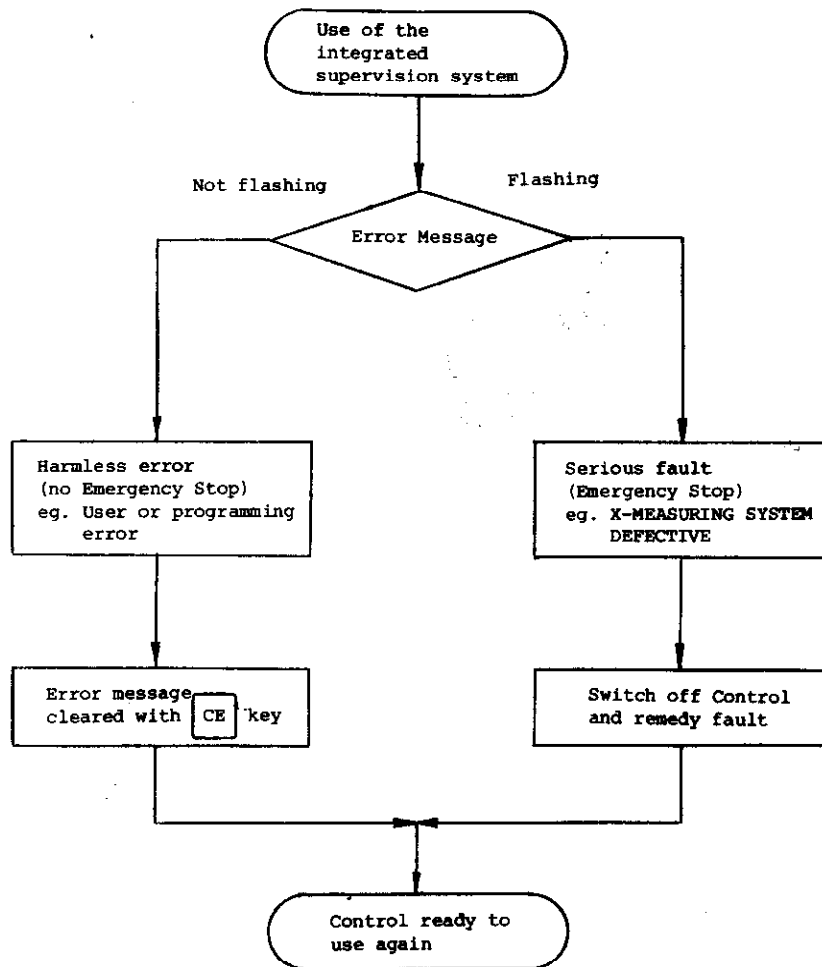 Use of the
integrated
supervision system
Not flashing
Flashing
Error Message
Harmless error
(no Emergency Stop)
eg. User or programming
error
Serious fault
(Emergency Stop)
eg. X-MEASURING SYSTEM
DEFECTIVE
Error message
cleared with CE key
Switch off Control
and remedy fault
Control ready to
use again